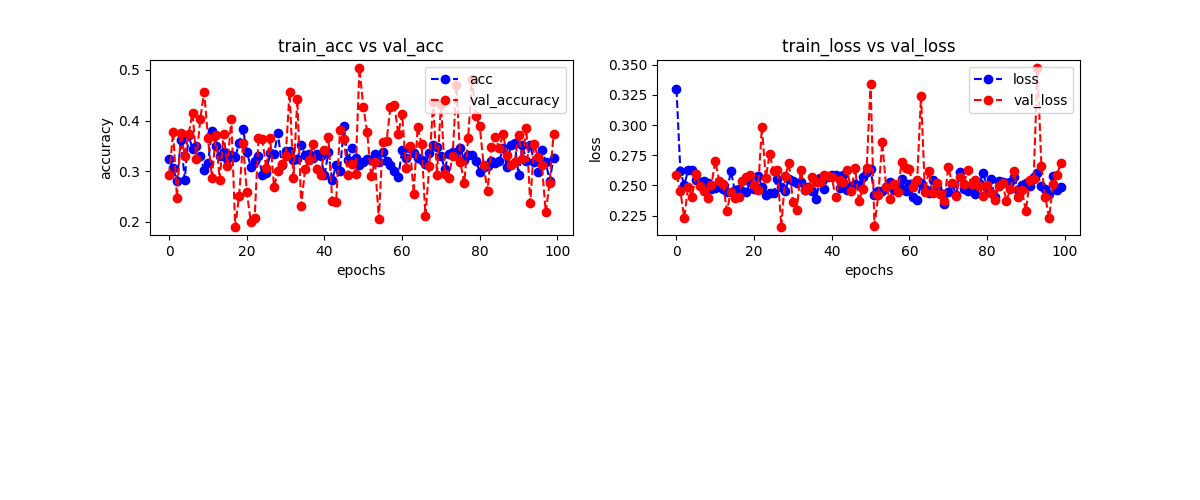 train_acc vs val_acc
acc
val_accuracy
accuracy
0.5
0.4
0.3
0.2
0 20 40 60 80 100
epochs
train_loss vs val_loss
loss
val_loss
loss
0.350
0.325
0.300
0.275
0.250
0.225
0 20 40 60 80 100
epochs